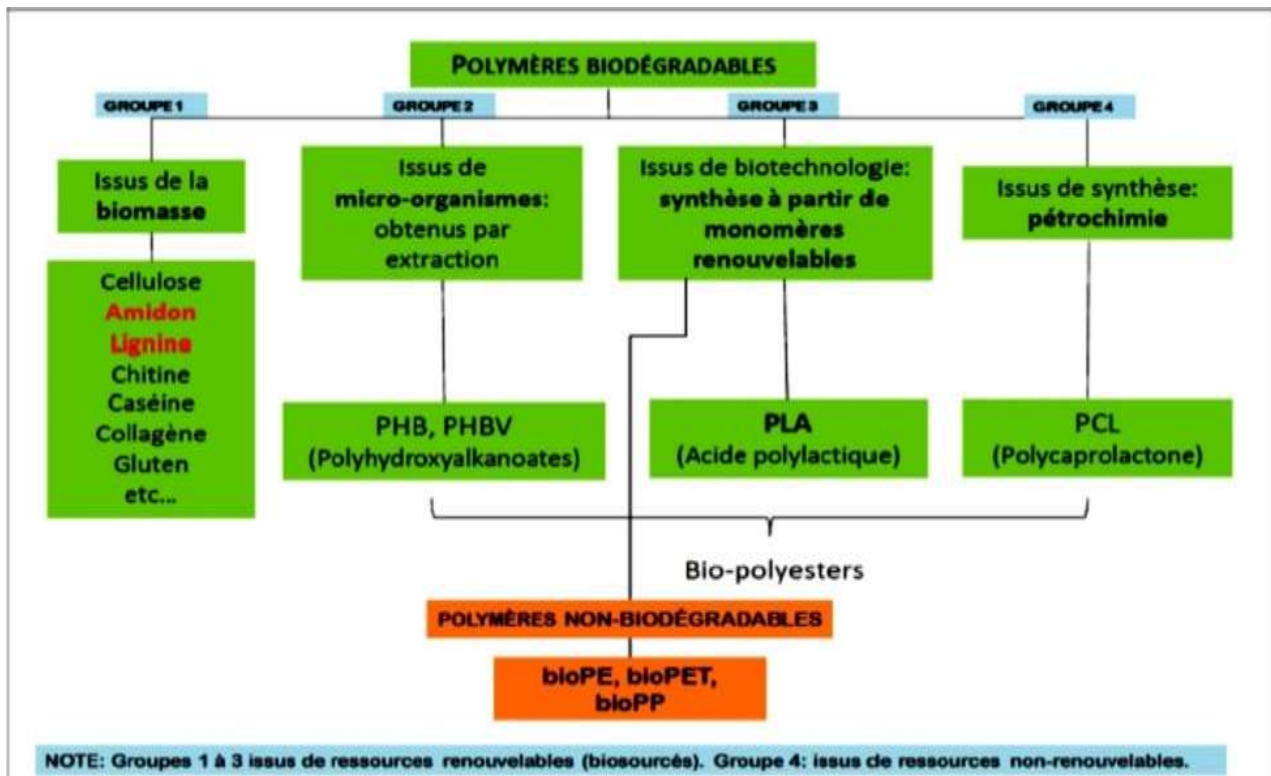 POLYMÈRES BIODÉGRADABLES
GROUPE 1
GROUPE 2
GROUPE 3
GROUPE 4
Issus de la
biomasse
Issus de
micro-organismes:
obtenus par
extraction
Issus de biotechnologie:
synthèse à partir de
monomères
renouvelables
Issus de synthèse:
pétrochimie
Cellulose
Amidon
Lignine
Chitine
Caséine
Collagène
Gluten
etc...
PHB, PHBV
(Polyhydroxyalkanoates)
PLA
(Acide polylactique)
PCL
(Polycaprolactone)
Bio-polyesters
POLYMÈRES NON-BIODÉGRADABLES
bioPE, bioPET,
bioPP
NOTE: Groupes 1 à 3 issus de ressources renouvelables (biosourcés). Groupe 4: issus de ressources non-renouvelables.